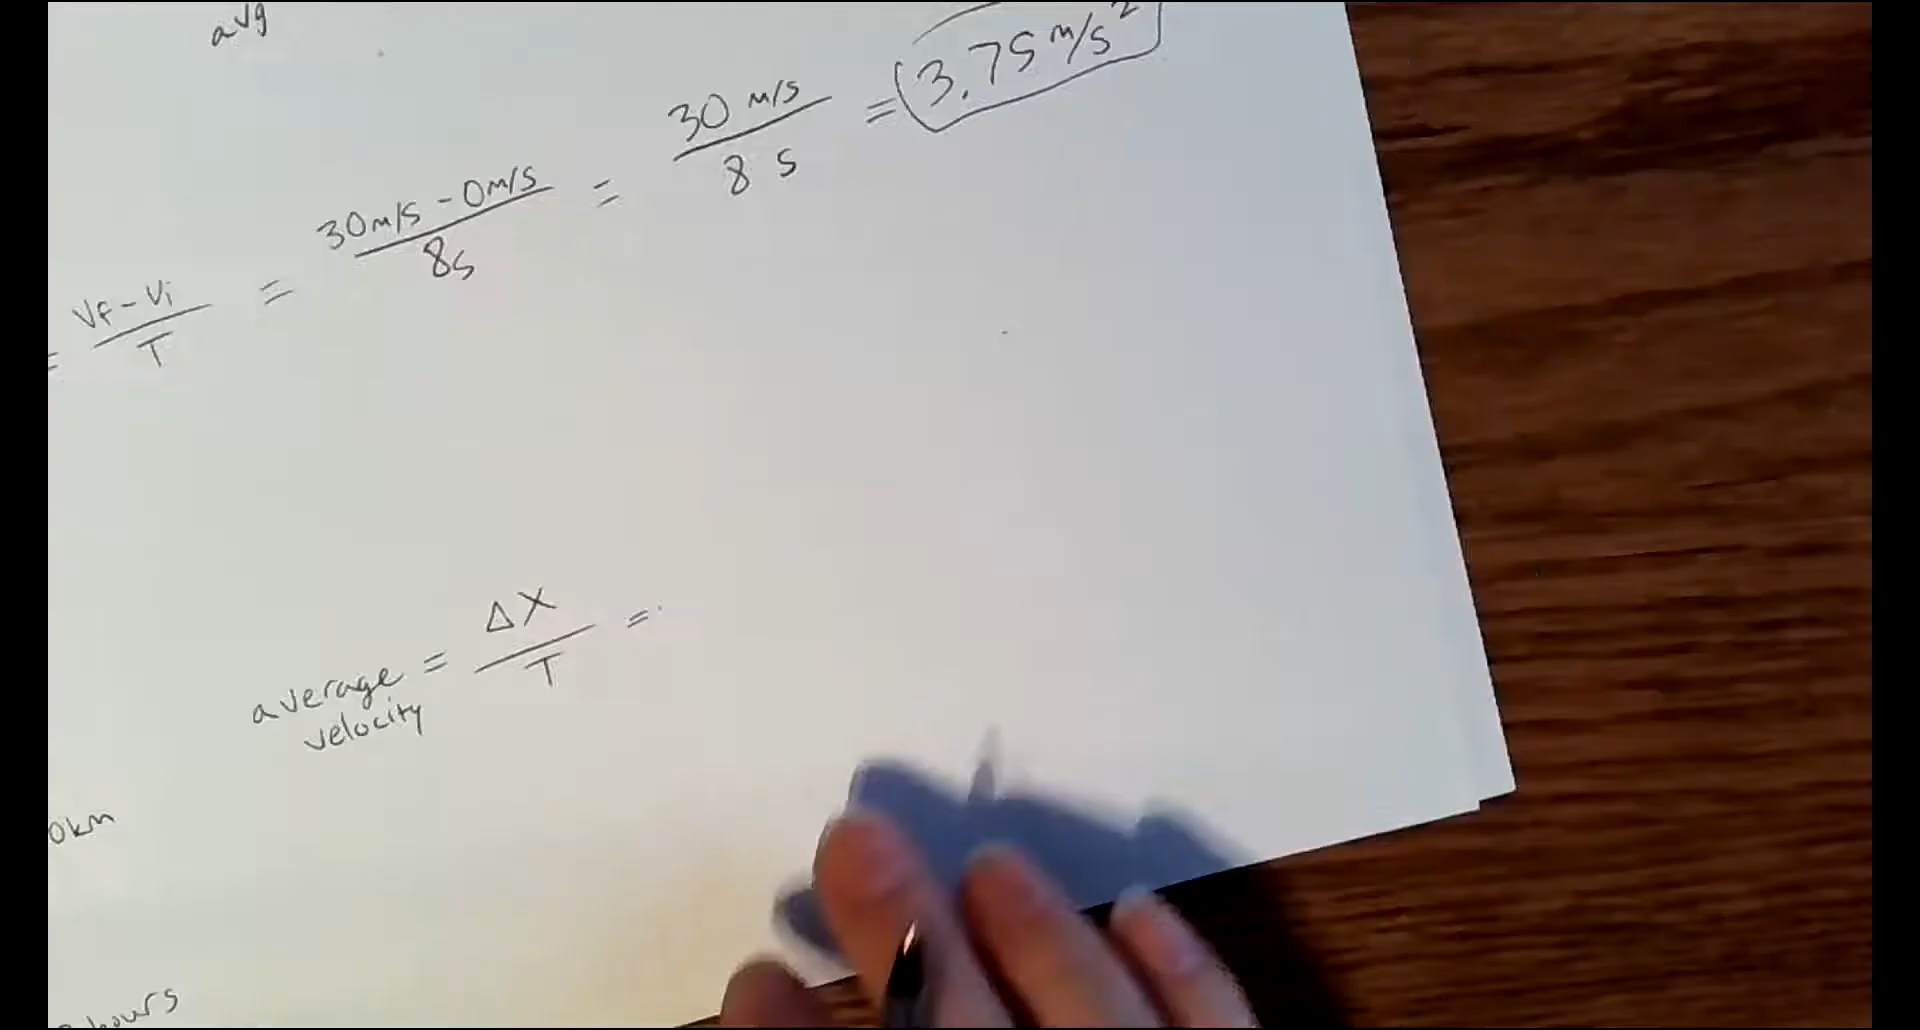 avg
= Vf - Vi / T = 30 m/s - 0 m/s / 8s = 30 m/s / 8 s = 3.75 m/s²
average velocity = ΔX / T =
0km
hours